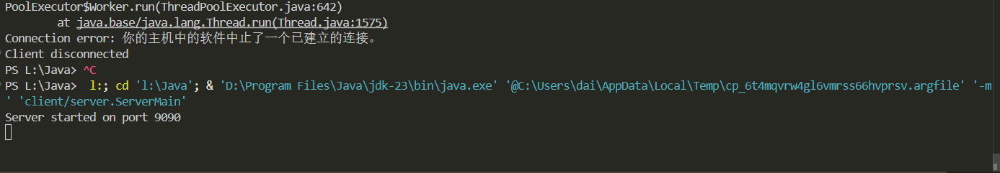 PoolExecutor$Worker.run(ThreadPoolExecutor.java:642)
at java.base/java.lang.Thread.run(Thread.java:1575)
Connection error: 你的主机中的软件中止了一个已建立的连接。
Client disconnected
PS L:\Java> ^C
PS L:\Java>  l:; cd 'l:\Java'; & 'D:\Program Files\Java\jdk-23\bin\java.exe' '@C:\Users\dai\AppData\Local\Temp\cp_6t4mqvrw4gl6vmrss66hvprsv.argfile' '-m
' 'client/server.ServerMain'
Server started on port 9090